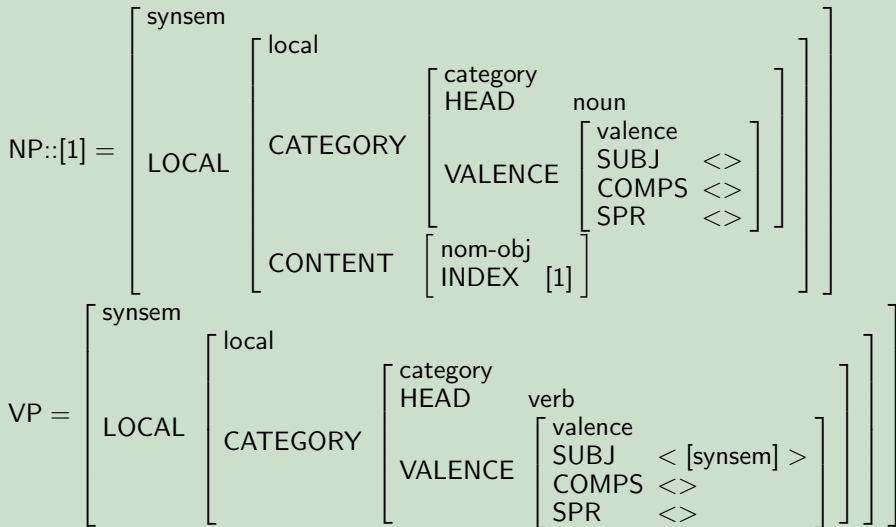 synsem
local
category
HEAD noun
NP::[1] = LOCAL CATEGORY VALENCE valence
SUBJ <>
COMPS <>
SPR <>
CONTENT nom-obj
INDEX [1]
synsem
local
category
HEAD verb
VP = LOCAL CATEGORY VALENCE valence
SUBJ < [synsem] >
COMPS <>
SPR <>